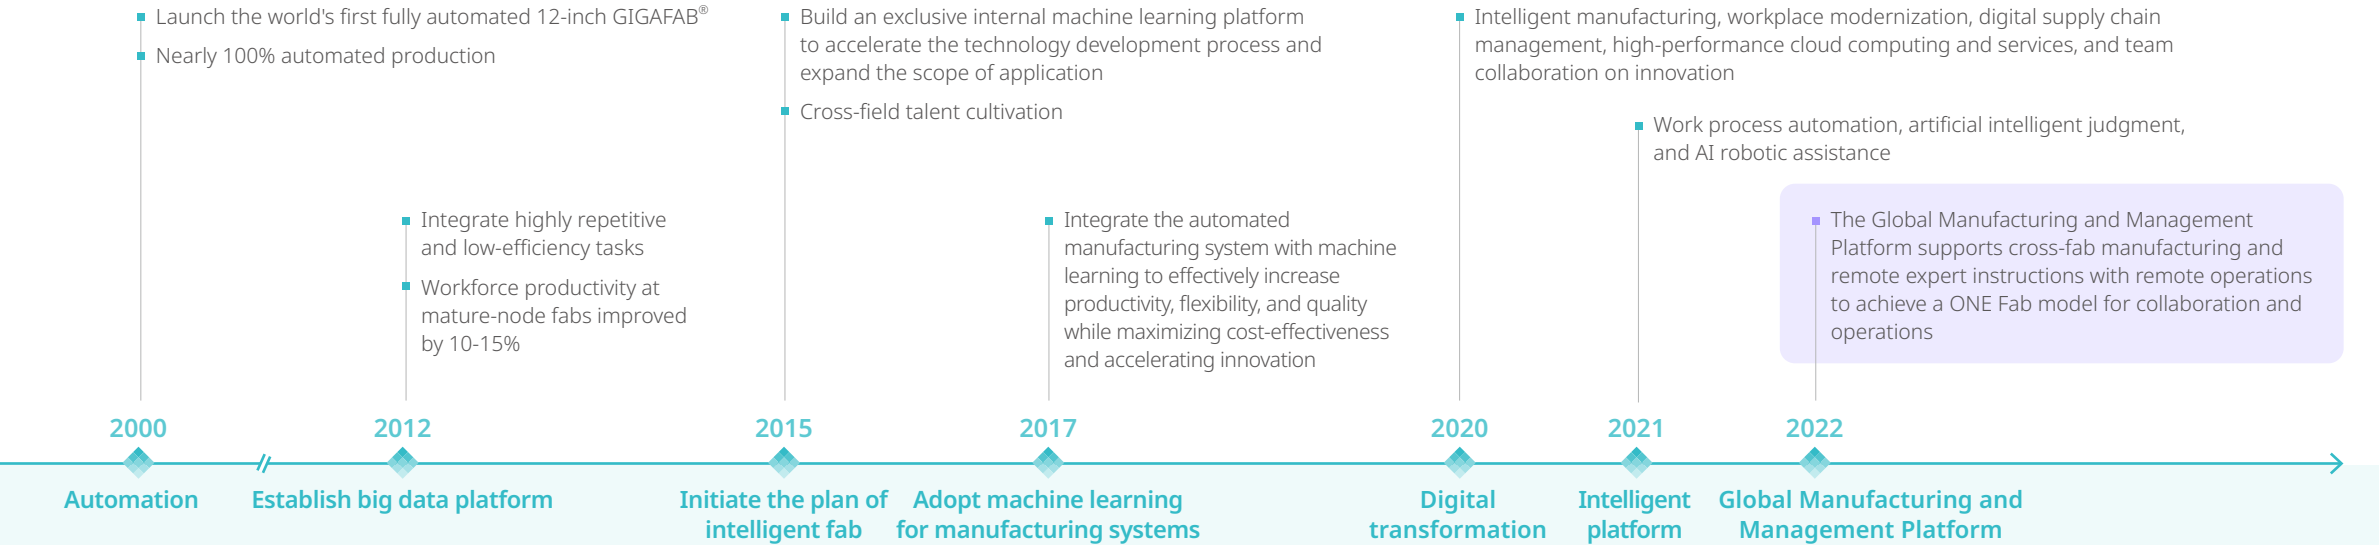 Launch the world's first fully automated 12-inch GIGAFAB®
Nearly 100% automated production
Integrate highly repetitive
and low-efficiency tasks
Workforce productivity at
mature-node fabs improved
by 10-15%
Build an exclusive internal machine learning platform
to accelerate the technology development process and
expand the scope of application
Cross-field talent cultivation
Integrate the automated
manufacturing system with machine
learning to effectively increase
productivity, flexibility, and quality
while maximizing cost-effectiveness
and accelerating innovation
Intelligent manufacturing, workplace modernization, digital supply chain
management, high-performance cloud computing and services, and team
collaboration on innovation
Work process automation, artificial intelligent judgment,
and AI robotic assistance
The Global Manufacturing and Management
Platform supports cross-fab manufacturing and
remote expert instructions with remote operations
to achieve a ONE Fab model for collaboration and
operations
2000
2012
2015
2017
2020
2021
2022
Automation
Establish big data platform
Initiate the plan of
intelligent fab
Adopt machine learning
for manufacturing systems
Digital
transformation
Intelligent
platform
Global Manufacturing and
Management Platform